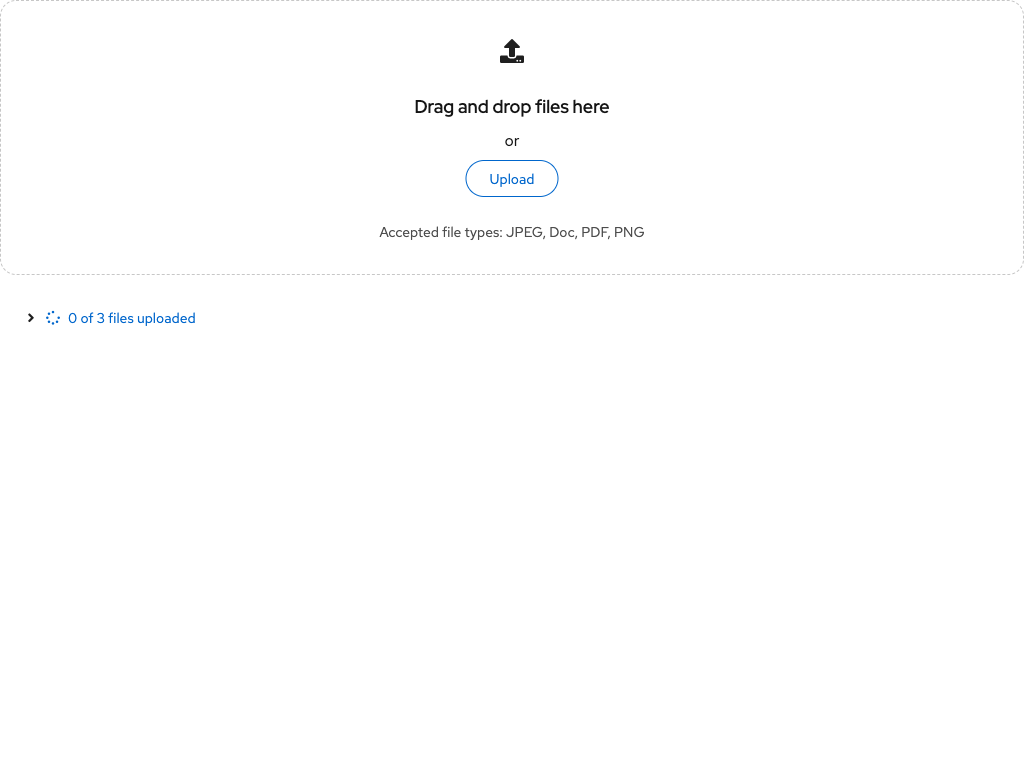 Drag and drop files here
or
Upload
Accepted file types: JPEG, Doc, PDF, PNG
0 of 3 files uploaded